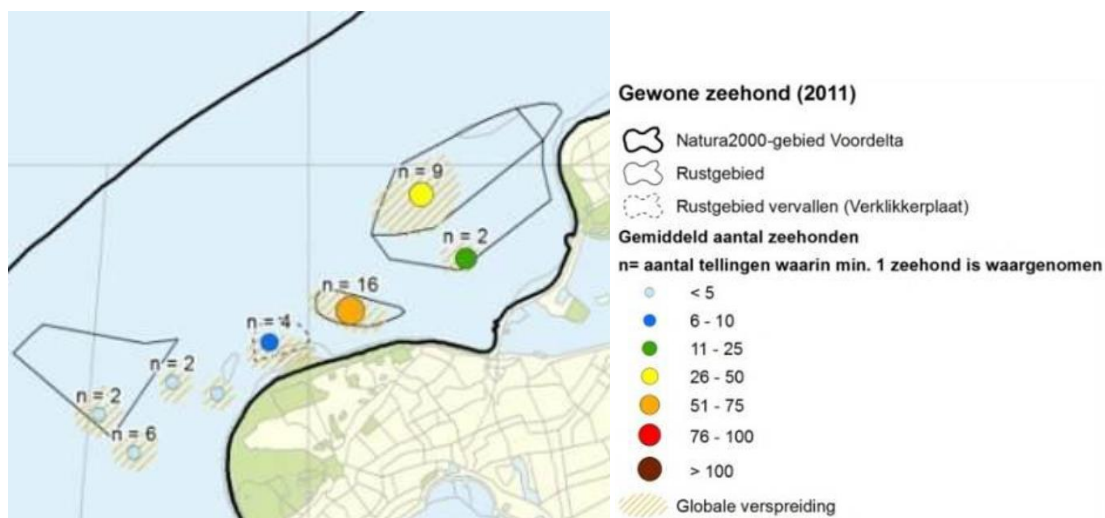 n = 9
n = 2
n = 16
n = 4
n = 2
n = 2
n = 6
Gewone zeehond (2011)
Natura2000-gebied Voordelta
Rustgebied
Rustgebied vervallen (Verklikkerplaat)
Gemiddeld aantal zeehonden
n= aantal tellingen waarin min. 1 zeehond is waargenomen
< 5
6 - 10
11 - 25
26 - 50
51 - 75
76 - 100
> 100
Globale verspreiding